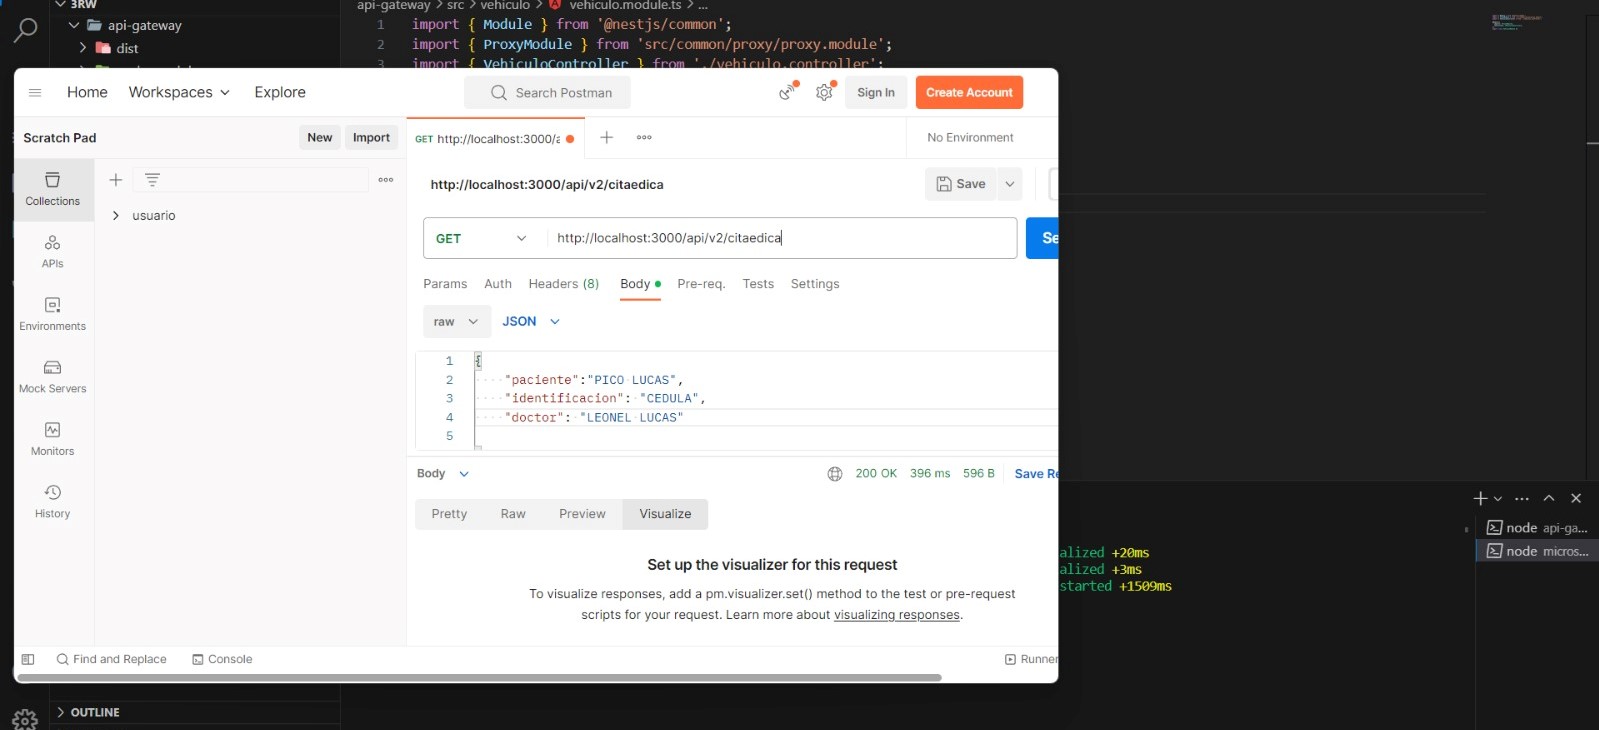 3RW
api-gateway > src > vehiculo > vehiculo.module.ts > ...
api-gateway
dist
1 import { Module } from '@nestjs/common';
2 import { ProxyModule } from 'src/common/proxy/proxy.module';
3 import { VehiculoController } from './vehiculo.controller';
Home Workspaces Explore Search Postman Sign In Create Account
Scratch Pad New Import GET http://localhost:3000/a No Environment
Collections
APIs
Environments
Mock Servers
Monitors
History
usuario
http://localhost:3000/api/v2/citaedica Save
GET http://localhost:3000/api/v2/citaedica Se
Params Auth Headers (8) Body Pre-req. Tests Settings
raw JSON
1 {
2 "paciente":"PICO LUCAS",
3 "identificacion": "CEDULA",
4 "doctor": "LEONEL LUCAS"
5
Body 200 OK 396 ms 596 B Save Re
Pretty Raw Preview Visualize
Set up the visualizer for this request
To visualize responses, add a pm.visualizer.set() method to the test or pre-request
scripts for your request. Learn more about visualizing responses.
Find and Replace Console Runner
node api-ga...
node micros...
alized +20ms
alized +3ms
started +1509ms
OUTLINE